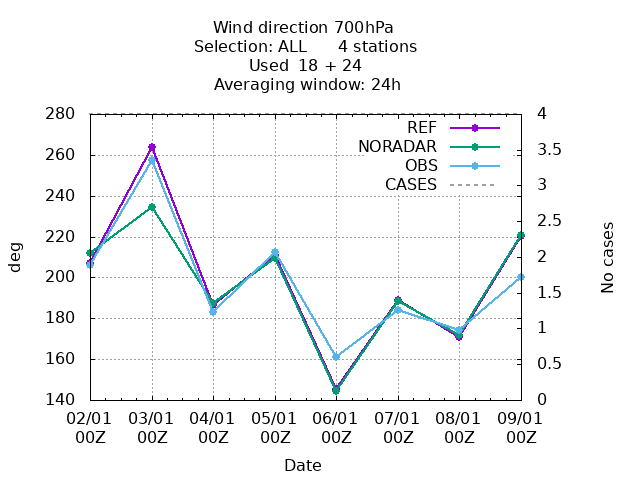 Wind direction 700hPa
Selection: ALL 4 stations
Used 18 + 24
Averaging window: 24h
280
260
240
220
200
180
160
140
deg
4
3.5
3
2.5
2
1.5
1
0.5
0
No cases
REF
NORADAR
OBS
CASES
02/01 03/01 04/01 05/01 06/01 07/01 08/01 09/01
00Z 00Z 00Z 00Z 00Z 00Z 00Z 00Z
Date